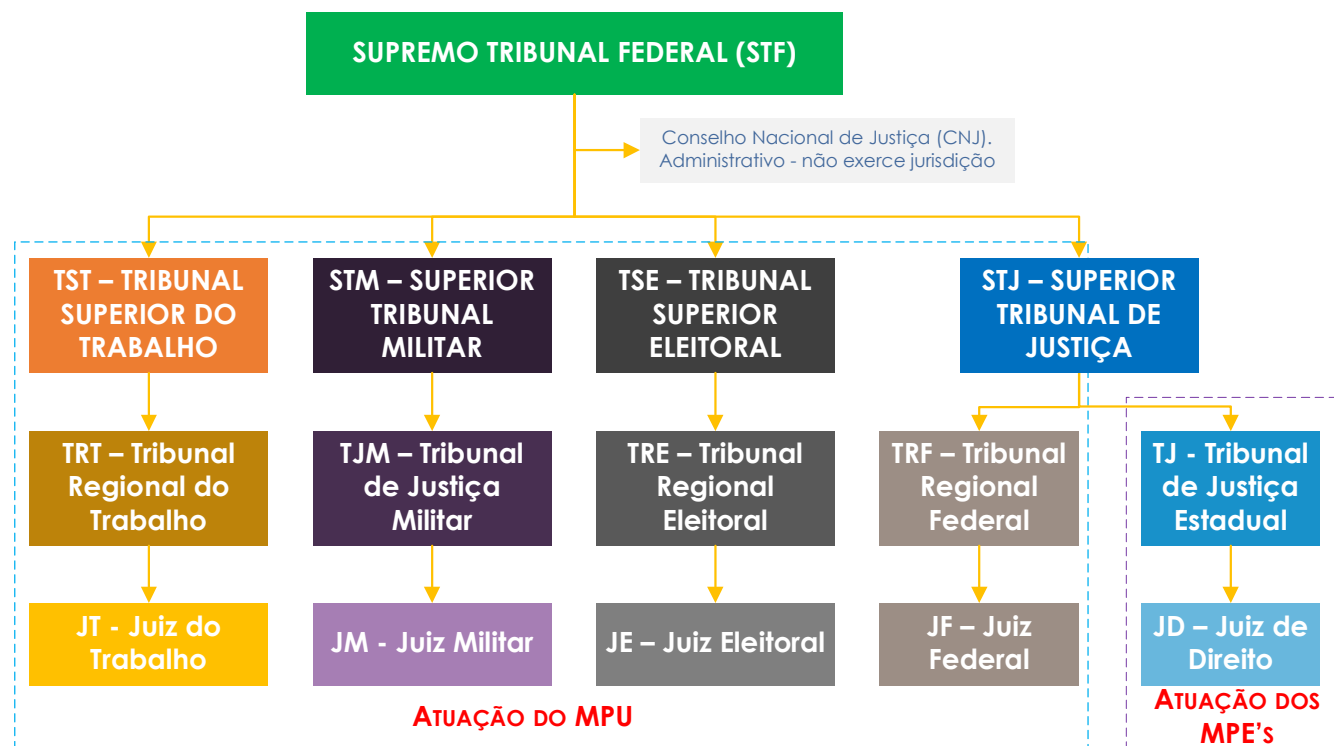 SUPREMO TRIBUNAL FEDERAL (STF)
Conselho Nacional de Justiça (CNJ).
Administrativo - não exerce jurisdição
TST – TRIBUNAL
SUPERIOR DO
TRABALHO
STM – SUPERIOR
TRIBUNAL
MILITAR
TSE – TRIBUNAL
SUPERIOR
ELEITORAL
STJ – SUPERIOR
TRIBUNAL DE
JUSTIÇA
TRT – Tribunal
Regional do
Trabalho
TJM – Tribunal
de Justiça
Militar
TRE – Tribunal
Regional
Eleitoral
TRF – Tribunal
Regional
Federal
TJ - Tribunal
de Justiça
Estadual
JT - Juiz do
Trabalho
JM - Juiz Militar
JE – Juiz Eleitoral
JF – Juiz
Federal
JD – Juiz de
Direito
ATUAÇÃO DO MPU
ATUAÇÃO DOS
MPE'S